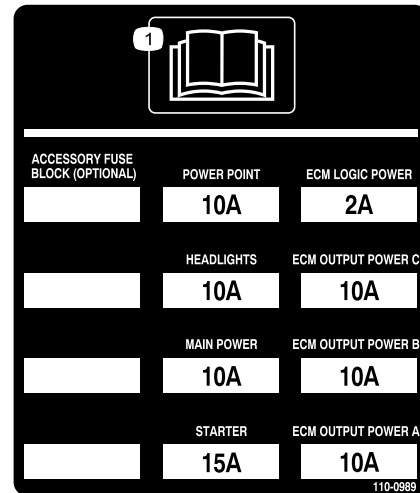 1
ACCESSORY FUSE
BLOCK (OPTIONAL)
POWER POINT
ECM LOGIC POWER
10A
2A
HEADLIGHTS
ECM OUTPUT POWER C
10A
10A
MAIN POWER
ECM OUTPUT POWER B
10A
10A
STARTER
ECM OUTPUT POWER A
15A
10A
110-0989